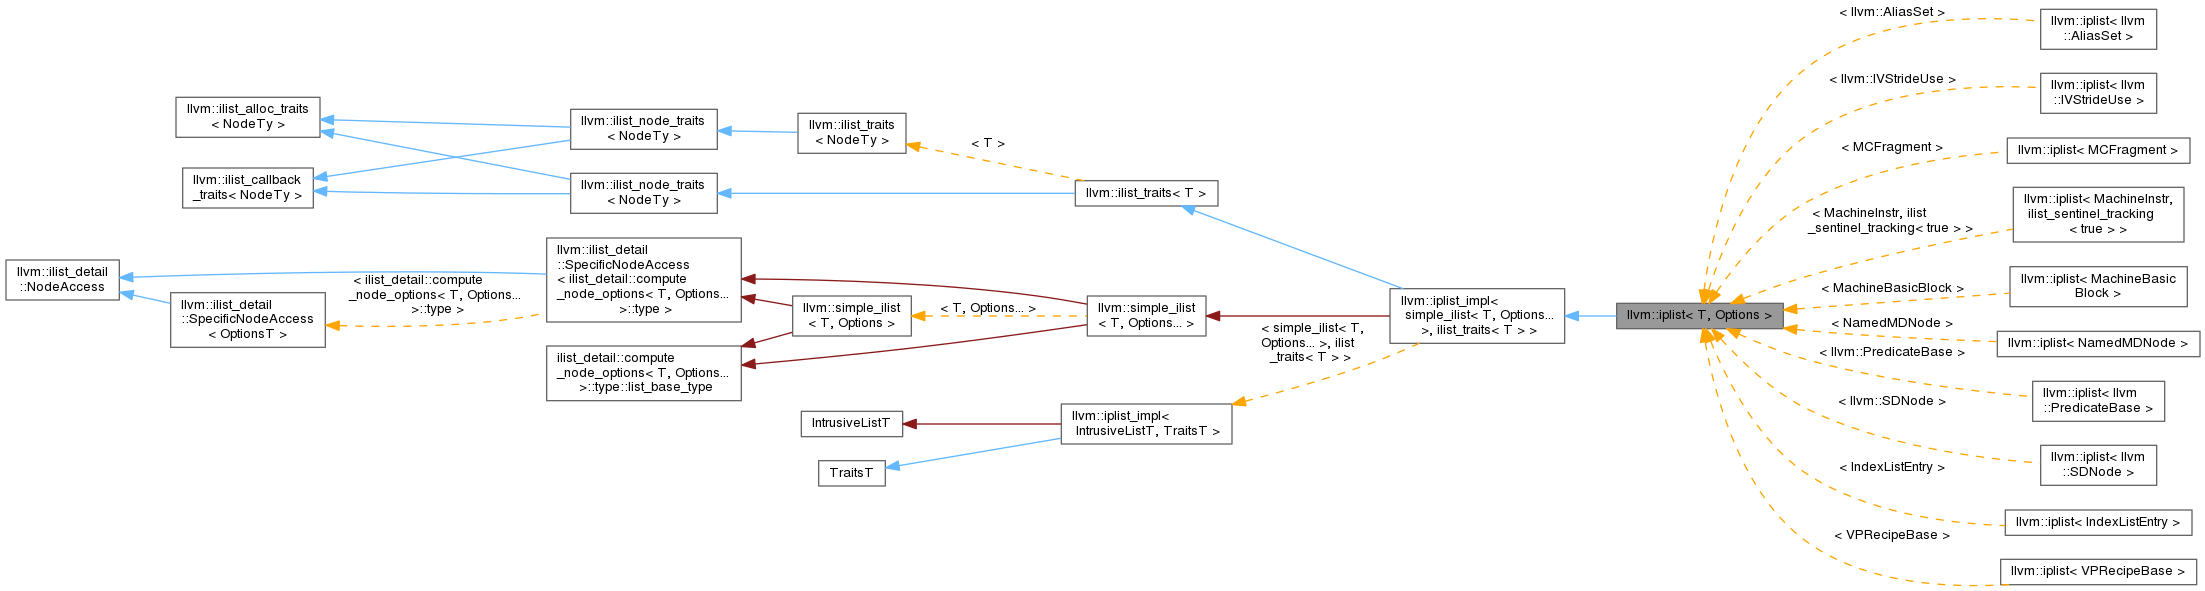 llvm::ilist_detail
::NodeAccess
llvm::ilist_alloc_traits
< NodeTy >
llvm::ilist_callback
_traits< NodeTy >
llvm::ilist_detail
::SpecificNodeAccess
< OptionsT >
< ilist_detail::compute
_node_options< T, Options...
>::type >
llvm::ilist_node_traits
< NodeTy >
llvm::ilist_node_traits
< NodeTy >
llvm::ilist_detail
::SpecificNodeAccess
< ilist_detail::compute
_node_options< T, Options...
>::type >
ilist_detail::compute
_node_options< T, Options...
>::type::list_base_type
llvm::ilist_traits
< NodeTy >
llvm::simple_ilist
< T, Options >
IntrusiveListT
TraitsT
< T >
< T, Options... >
llvm::ilist_traits< T >
llvm::simple_ilist
< T, Options... >
llvm::iplist_impl<
IntrusiveListT, TraitsT >
< simple_ilist< T,
Options... >, ilist
_traits< T > >
llvm::iplist_impl<
simple_ilist< T, Options...
>, ilist_traits< T > >
llvm::iplist< T, Options >
< llvm::AliasSet >
< llvm::IVStrideUse >
< MCFragment >
< MachineInstr, ilist
_sentinel_tracking< true > >
< MachineBasicBlock >
< NamedMDNode >
< llvm::PredicateBase >
< llvm::SDNode >
< IndexListEntry >
< VPRecipeBase >
llvm::iplist< llvm
::AliasSet >
llvm::iplist< llvm
::IVStrideUse >
llvm::iplist< MCFragment >
llvm::iplist< MachineInstr,
ilist_sentinel_tracking
< true > >
llvm::iplist< MachineBasic
Block >
llvm::iplist< NamedMDNode >
llvm::iplist< llvm
::PredicateBase >
llvm::iplist< llvm
::SDNode >
llvm::iplist< IndexListEntry >
llvm::iplist< VPRecipeBase >